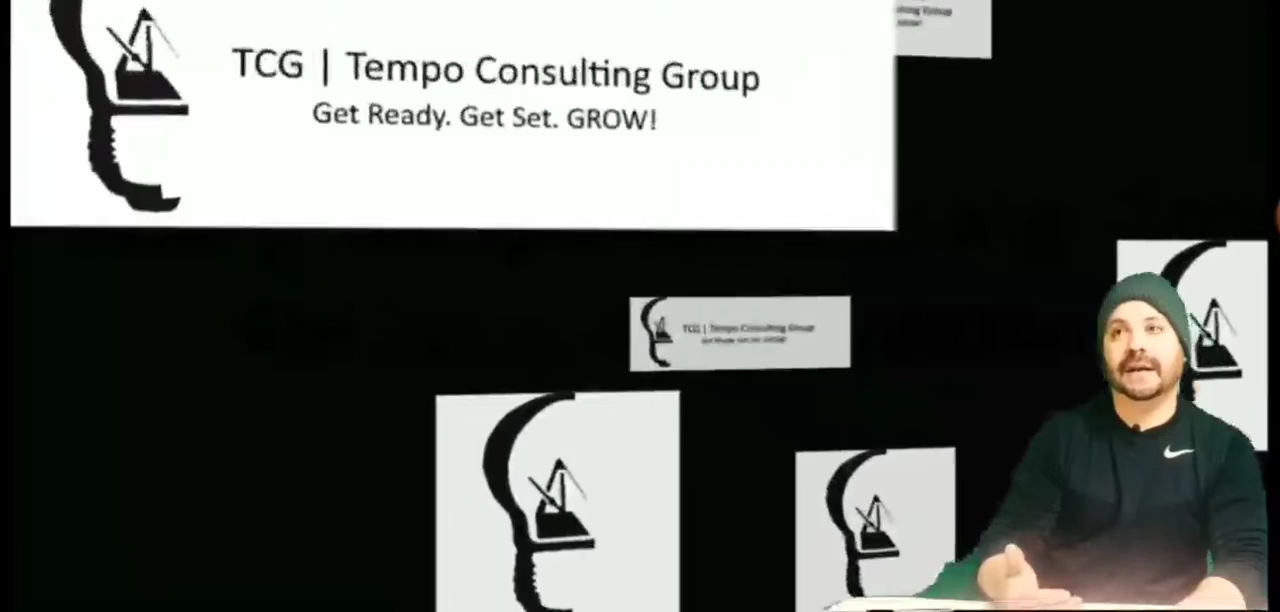 TCG | Tempo Consulting Group
Get Ready. Get Set. GROW!
TCG | Tempo Consulting Group